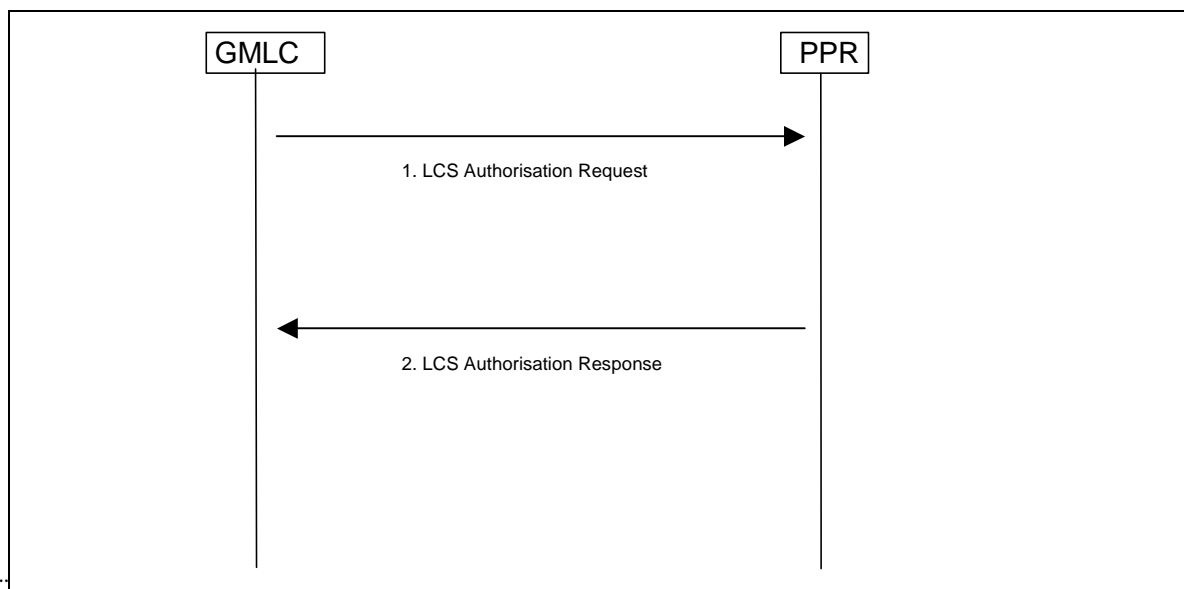 GMLC
PPR
1. LCS Authorisation Request
2. LCS Authorisation Response
..